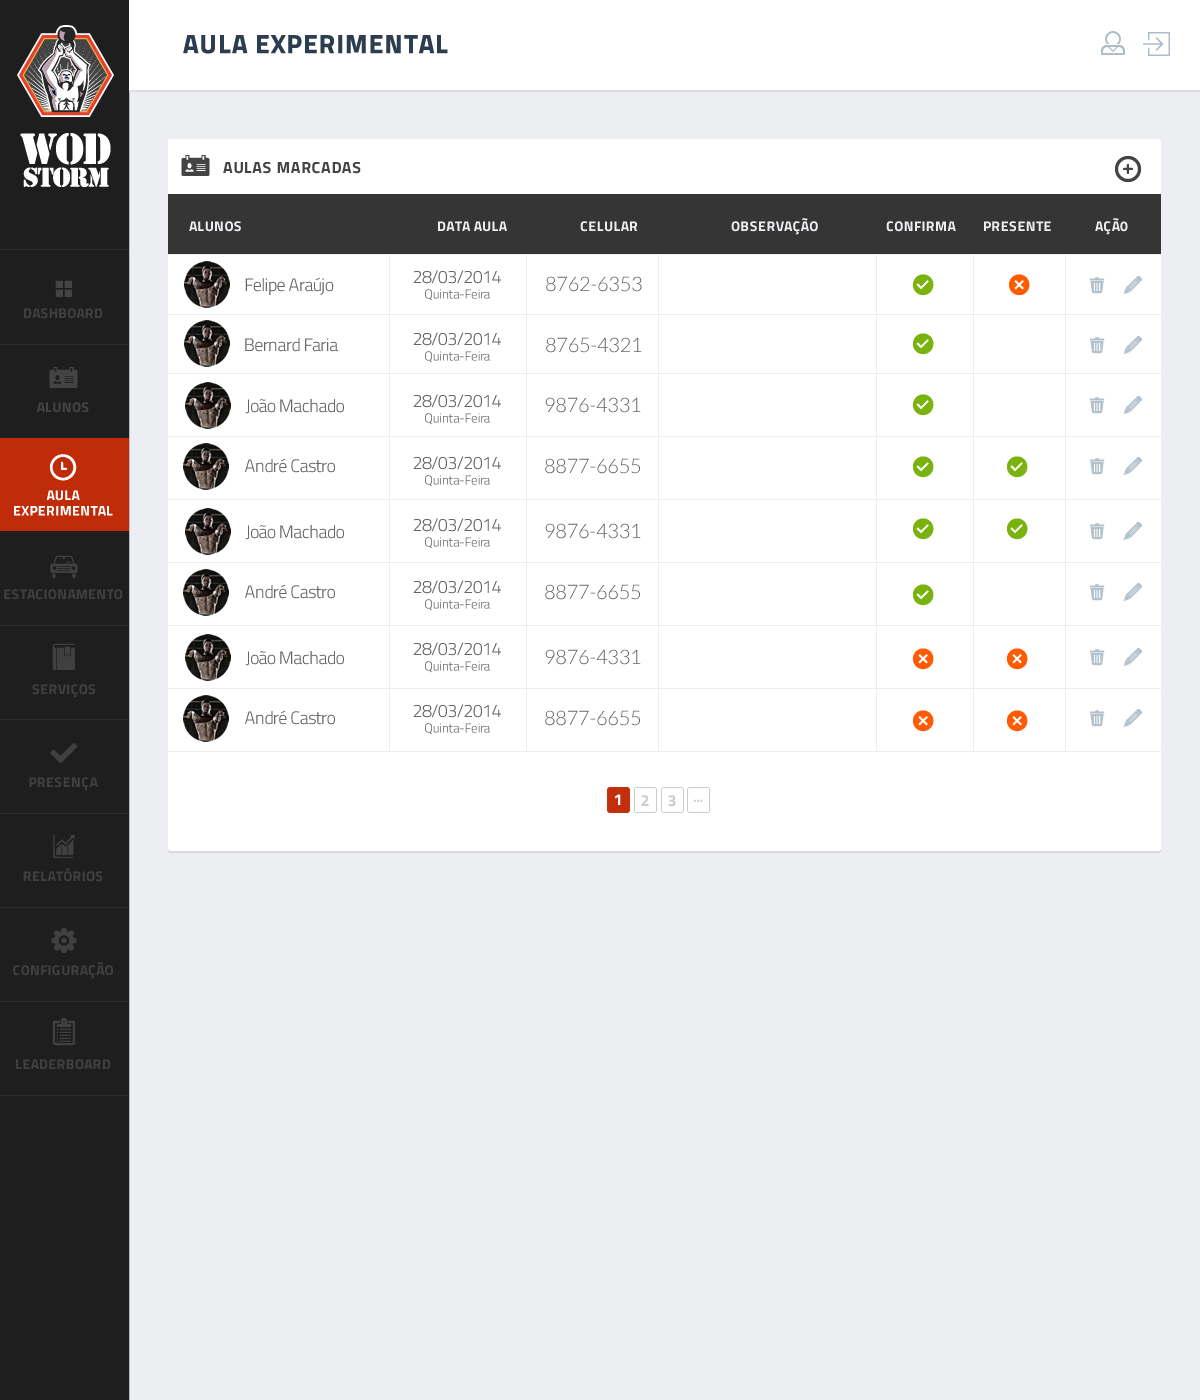 WOD
STORM
AULA EXPERIMENTAL
DASHBOARD
ALUNOS
AULA
EXPERIMENTAL
ESTACIONAMENTO
SERVIÇOS
PRESENÇA
RELATÓRIOS
CONFIGURAÇÃO
LEADERBOARD
AULAS MARCADAS
ALUNOS DATA AULA CELULAR OBSERVAÇÃO CONFIRMA PRESENTE AÇÃO
Felipe Araújo 28/03/2014 8762-6353
Quinta-Feira
Bernard Faria 28/03/2014 8765-4321
Quinta-Feira
João Machado 28/03/2014 9876-4331
Quinta-Feira
André Castro 28/03/2014 8877-6655
Quinta-Feira
João Machado 28/03/2014 9876-4331
Quinta-Feira
André Castro 28/03/2014 8877-6655
Quinta-Feira
João Machado 28/03/2014 9876-4331
Quinta-Feira
André Castro 28/03/2014 8877-6655
Quinta-Feira
1 2 3 ...